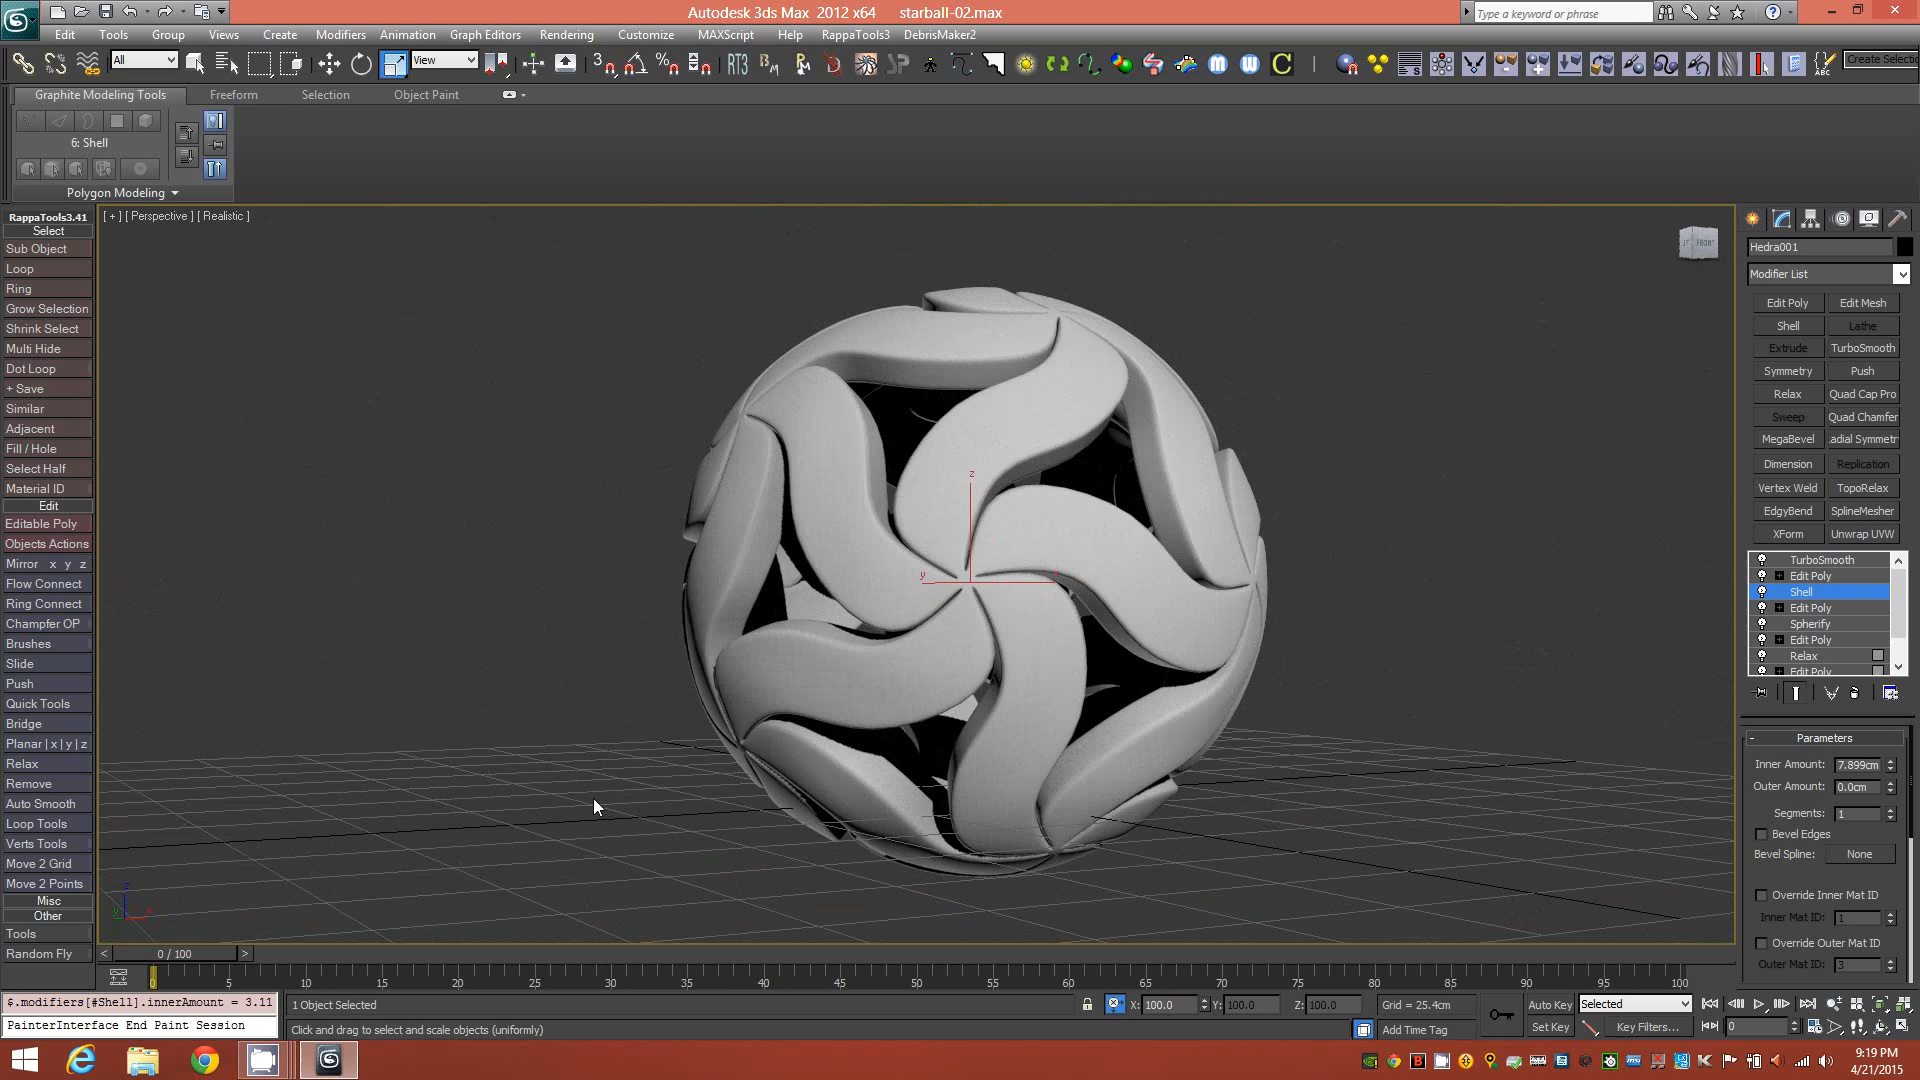 Autodesk 3ds Max  2012 x64    starball-02.max
Type a keyword or phrase
Edit Tools Group Views Create Modifiers Animation Graph Editors Rendering Customize MAXScript Help RappaTools3 DebrisMaker2
All View RT3 Create Selectio
Graphite Modeling Tools Freeform Selection Object Paint
6: Shell
Polygon Modeling
RappaTools3.41
Select
Sub Object
Loop
Ring
Grow Selection
Shrink Select
Multi Hide
Dot Loop
+ Save
Similar
Adjacent
Fill / Hole
Select Half
Material ID
Edit
Editable Poly
Objects Actions
Mirror x y z
Flow Connect
Ring Connect
Champfer OP
Brushes
Slide
Push
Quick Tools
Bridge
Planar | x | y | z
Relax
Remove
Auto Smooth
Loop Tools
Verts Tools
Move 2 Grid
Move 2 Points
Misc
Other
Tools
Random Fly
[ + ] [ Perspective ] [ Realistic ]
FRONT
z
y
Hedra001
Modifier List
Edit Poly Edit Mesh
Shell Lathe
Extrude TurboSmooth
Symmetry Push
Relax Quad Cap Pro
Sweep Quad Chamfer
MegaBevel .adial Symmetr
Dimension Replication
Vertex Weld TopoRelax
EdgyBend SplineMesher
XForm Unwrap UVW
TurboSmooth
Edit Poly
Shell
Edit Poly
Spherify
Edit Poly
Relax
Edit Poly
- Parameters
Inner Amount: 7.899cm
Outer Amount: 0.0cm
Segments: 1
Bevel Edges
Bevel Spline: None
Override Inner Mat ID
Inner Mat ID: 1
Override Outer Mat ID
Outer Mat ID: 3
< 0 / 100 >
0 5 10 15 20 25 30 35 40 45 50 55 60 65 70 75 80 85 90 95 100
$.modifiers[#Shell].innerAmount = 3.11
PainterInterface End Paint Session
1 Object Selected
X: 100.0 Y: 100.0 Z: 100.0 Grid = 25.4cm
Click and drag to select and scale objects (uniformly)
Add Time Tag
Auto Key Selected
Set Key Key Filters... 0
9:19 PM
4/21/2015